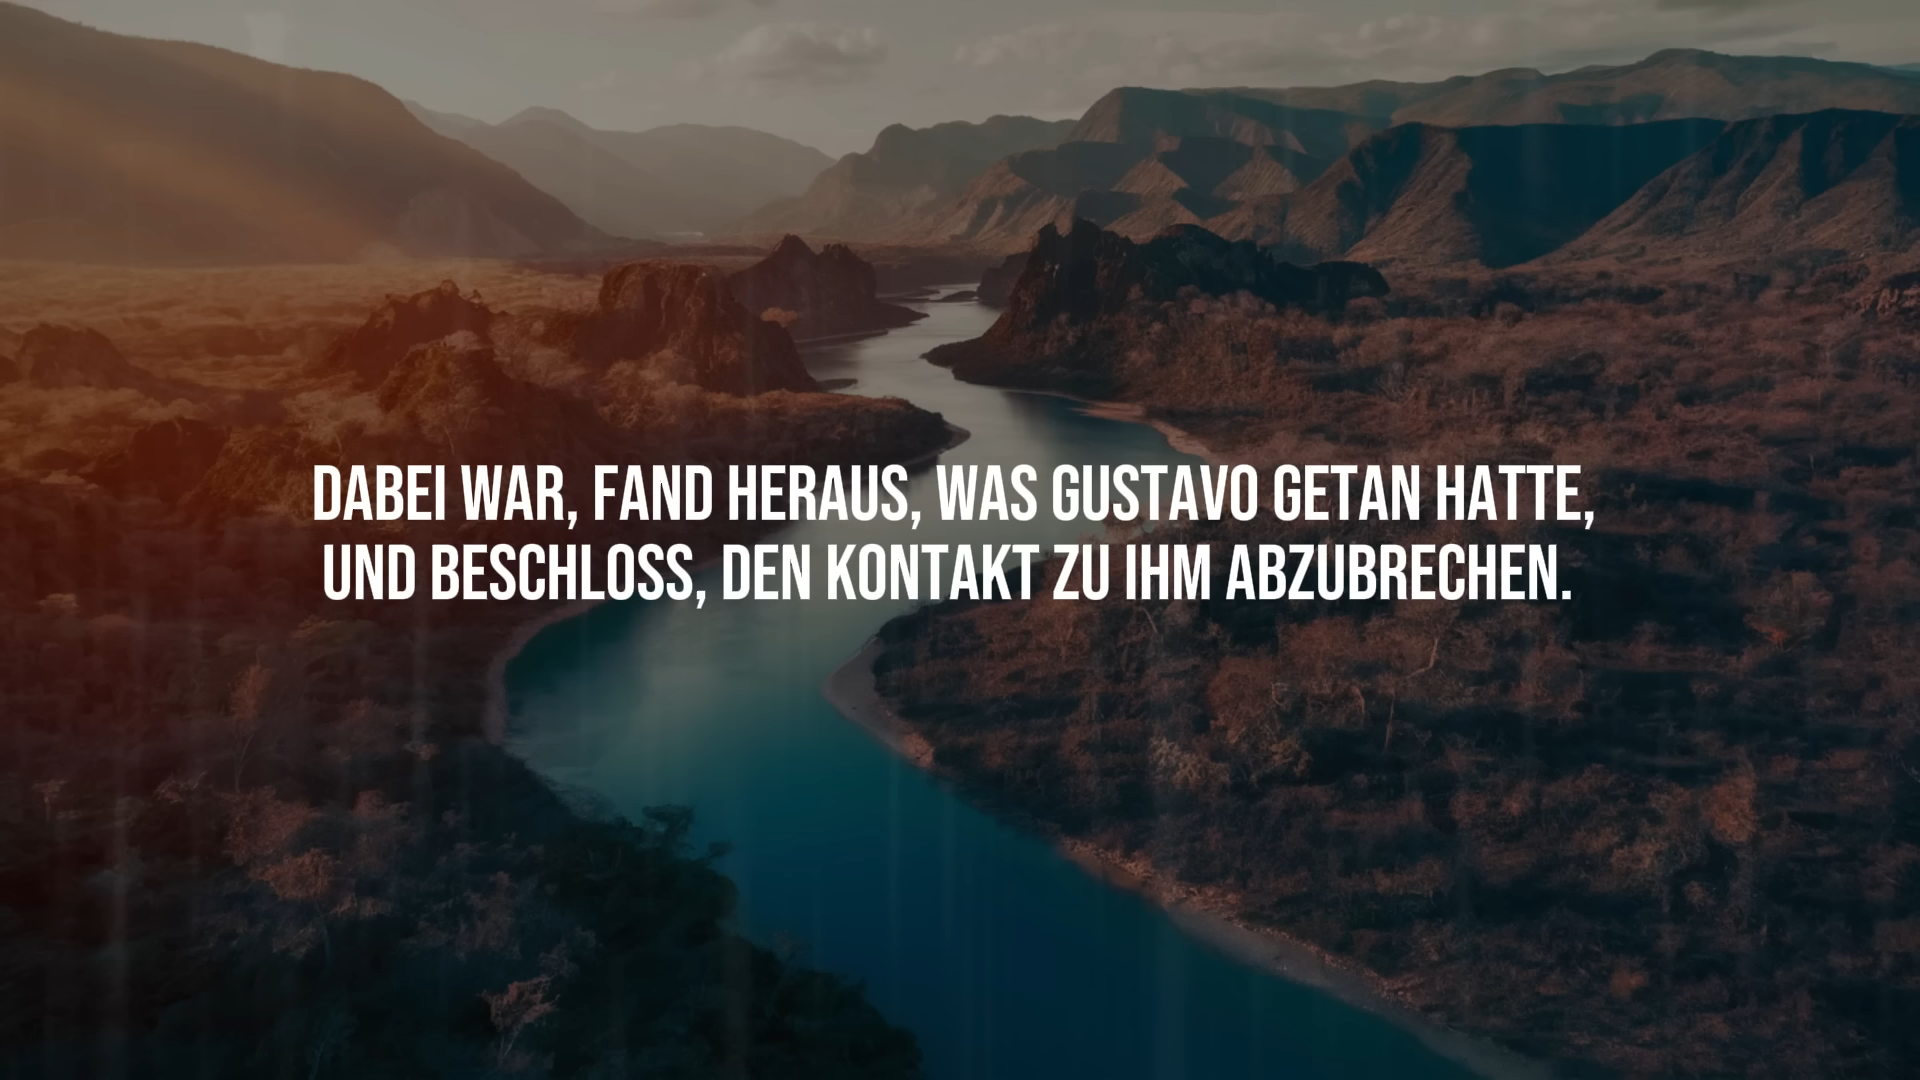 DABEI WAR, FAND HERAUS, WAS GUSTAVO GETAN HATTE,
UND BESCHLOSS, DEN KONTAKT ZU IHM ABZUBRECHEN.